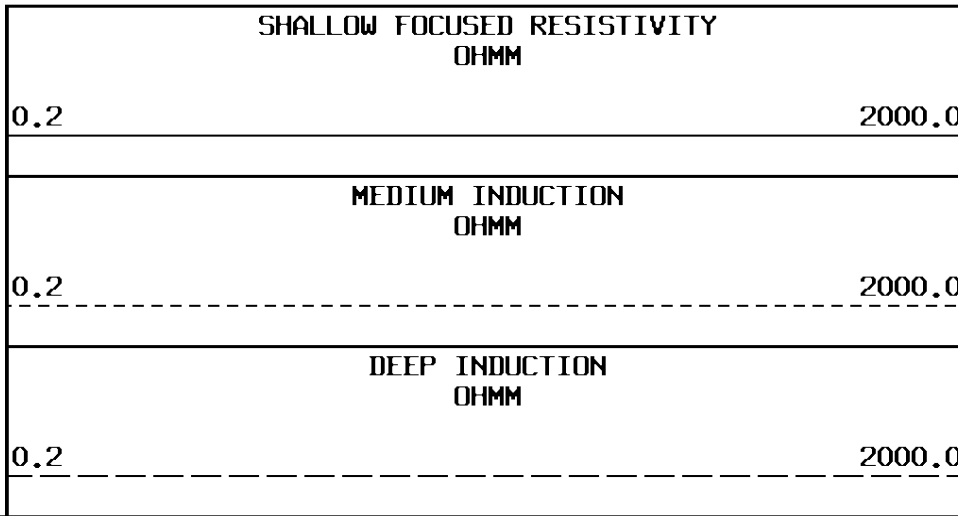 SHALLOW FOCUSED RESISTIVITY
OHMM
0.2 2000.0
MEDIUM INDUCTION
OHMM
0.2 2000.0
DEEP INDUCTION
OHMM
0.2 2000.0